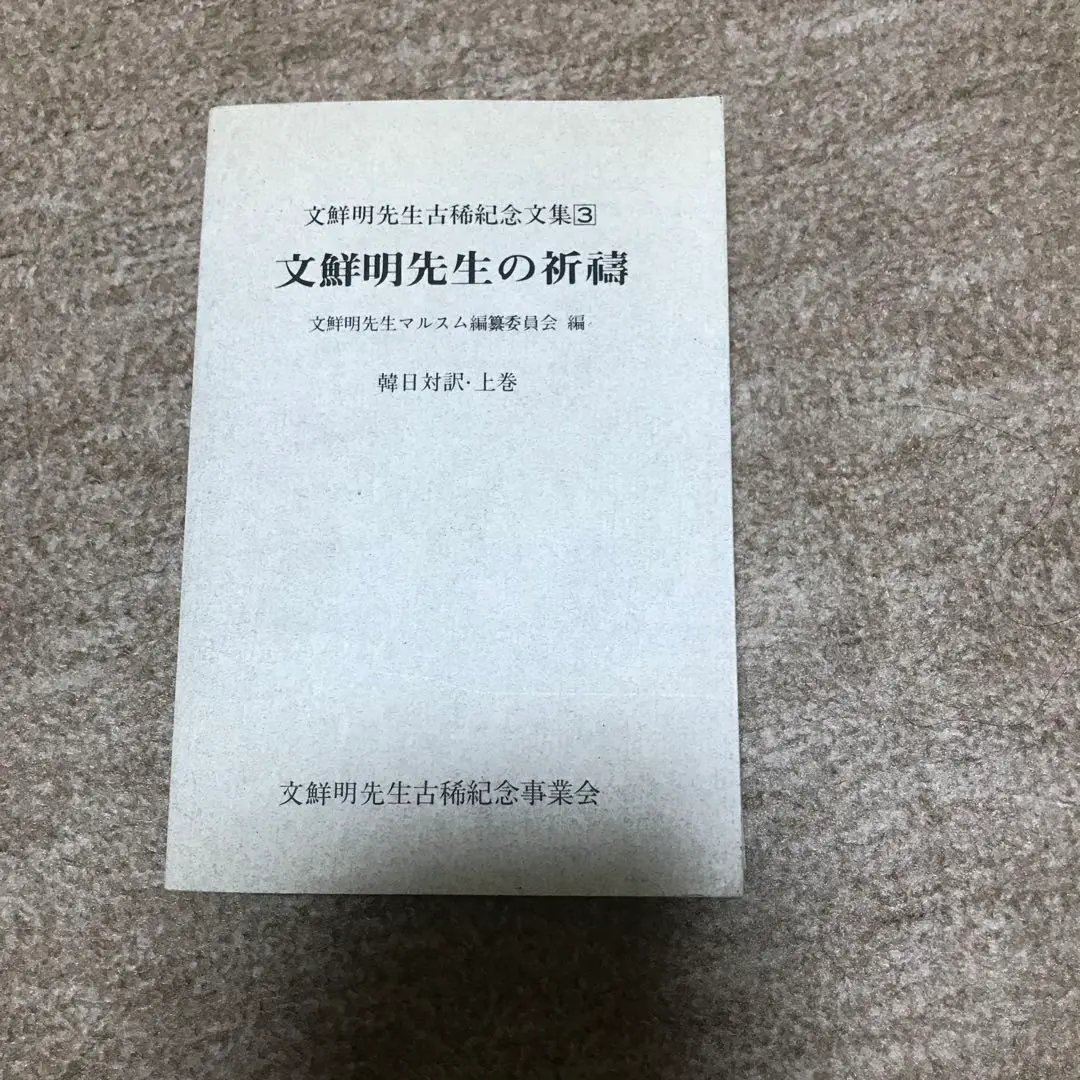 文鮮明先生古稀紀念文集3
文鮮明先生の祈禱
文鮮明先生マルスム編纂委員会 編
韓日対訳・上巻
文鮮明先生古稀紀念事業会